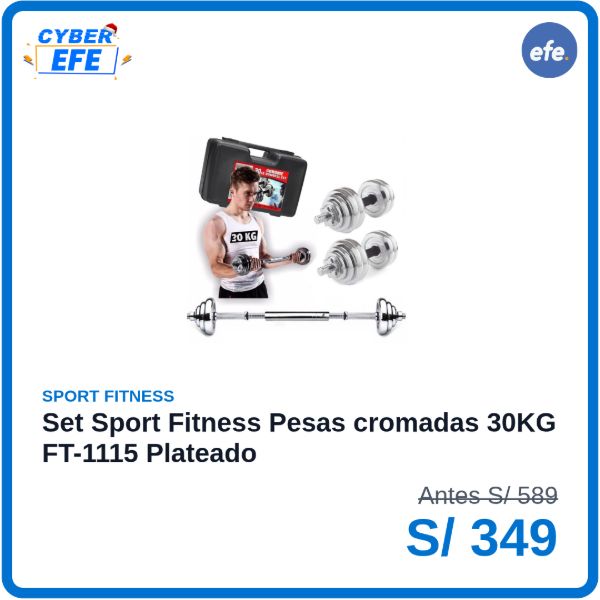 CYBER
EFE
efe.
30 KG
SPORT FITNESS
Set Sport Fitness Pesas cromadas 30KG
FT-1115 Plateado
Antes S/ 589
S/ 349